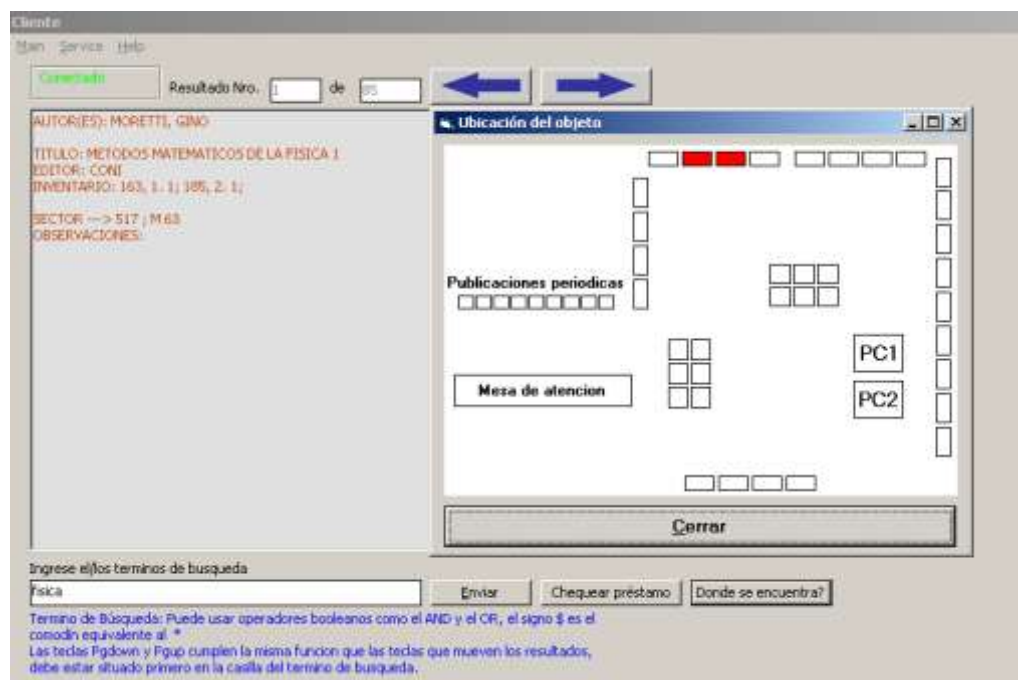 Cliente
Main Service Help
Conectado
Resultado Nro. 1 de 85
AUTOR(ES): MORETTI, GINO
TITULO: METODOS MATEMATICOS DE LA FISICA 1
EDITOR: CONI
INVENTARIO: 163, 1. 1; 185, 2. 1;
SECTOR ---> 517 ; M 63
OBSERVACIONES:
Ubicación del objeto
Publicaciones periodicas
PC1
Mesa de atencion
PC2
Cerrar
Ingrese el/los terminos de busqueda
fisica
Enviar Chequear préstamo Donde se encuentra?
Termino de Búsqueda: Puede usar operadores booleanos como el AND y el OR, el signo $ es el
comodin equivalente al *
Las teclas Pgdown y Pgup cumplen la misma funcion que las teclas que mueven los resultados,
debe estar situado primero en la casilla del termino de busqueda.